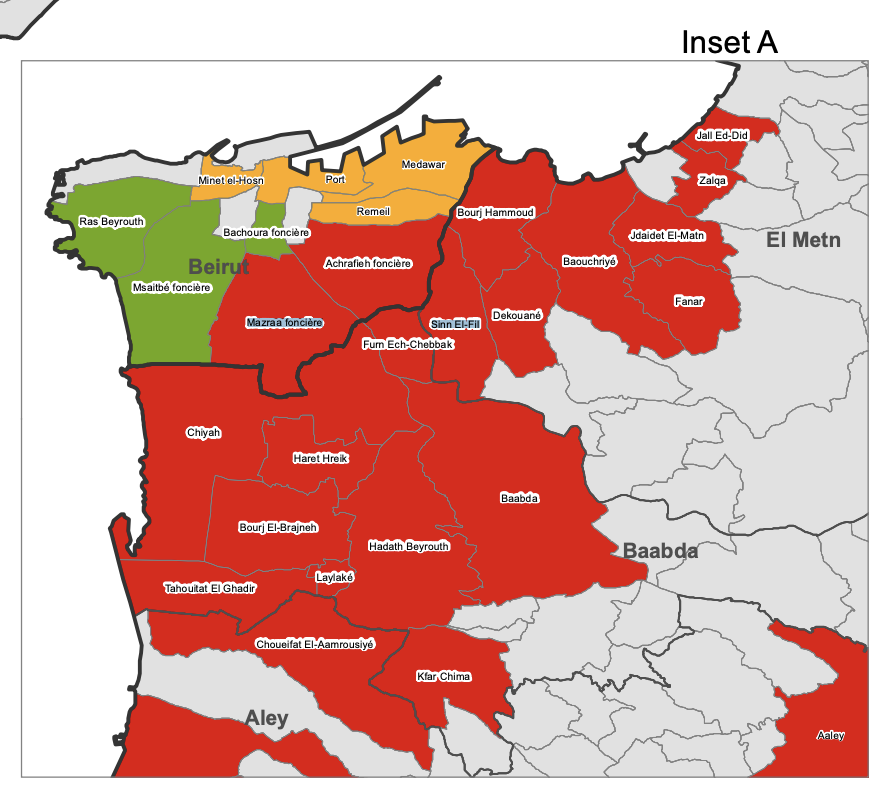 Inset A
Jall Ed-Did
Medawar
Zalqa
Minet el-Hosn
Port
Remeil
Bourj Hammoud
Ras Beyrouth
Bachoura foncière
Jdaidet El-Matn
El Metn
Achrafieh foncière
Baouchriyé
Beirut
Msaitbé foncière
Fanar
Dekouané
Mazraa foncière
Sinn El-Fil
Furn Ech-Chebbak
Chiyah
Haret Hreik
Baabda
Bourj El-Brajneh
Hadath Beyrouth
Baabda
Laylaké
Tahouitat El Ghadir
Choueifat El-Aamrousiyé
Kfar Chima
Aley
Aaley